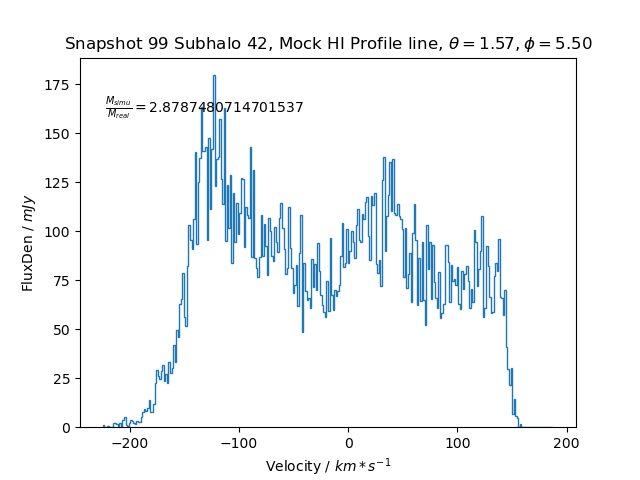 Snapshot 99 Subhalo 42, Mock HI Profile line, θ = 1.57, ϕ = 5.50
M_simu/M_real = 2.8787480714701537
FluxDen / mJy
175
150
125
100
75
50
25
0
−200 −100 0 100 200
Velocity / km * s⁻¹